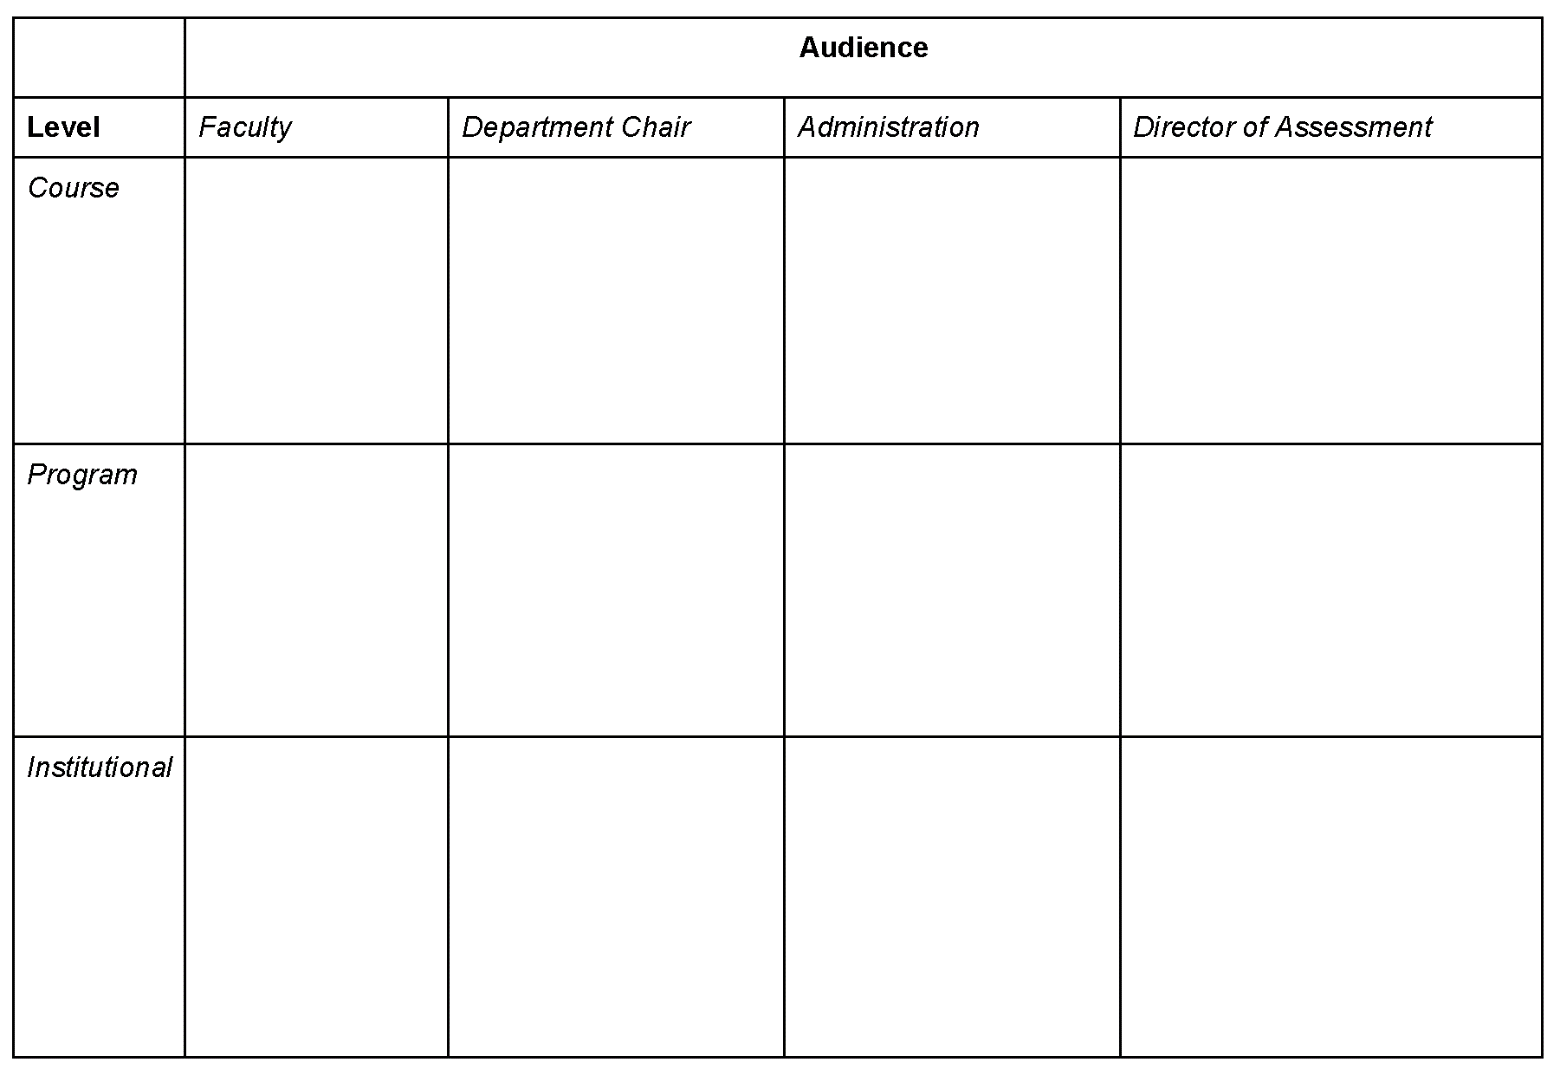 Audience
Level Faculty Department Chair Administration Director of Assessment
Course
Program
Institutional